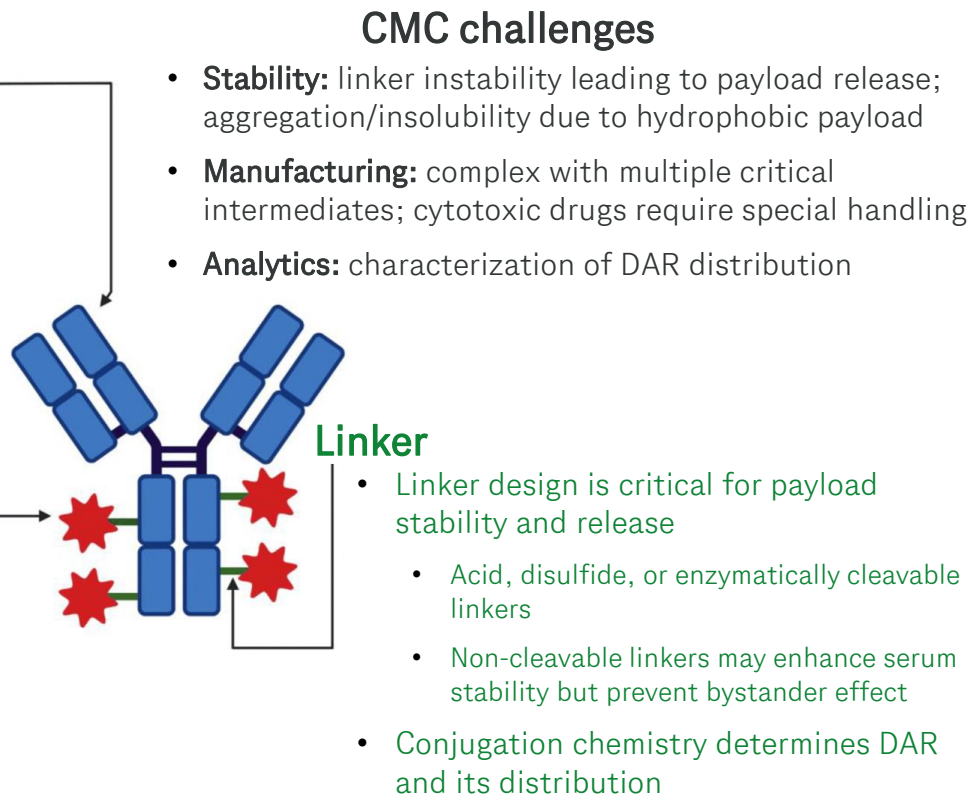 CMC challenges
• Stability: linker instability leading to payload release;
aggregation/insolubility due to hydrophobic payload
• Manufacturing: complex with multiple critical
intermediates; cytotoxic drugs require special handling
• Analytics: characterization of DAR distribution
Linker
• Linker design is critical for payload
stability and release
• Acid, disulfide, or enzymatically cleavable
linkers
• Non-cleavable linkers may enhance serum
stability but prevent bystander effect
• Conjugation chemistry determines DAR
and its distribution